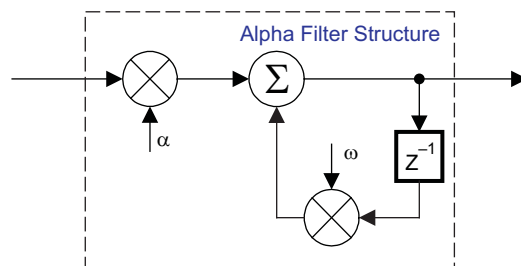 Alpha Filter Structure
Σ
α
ω
Z⁻¹